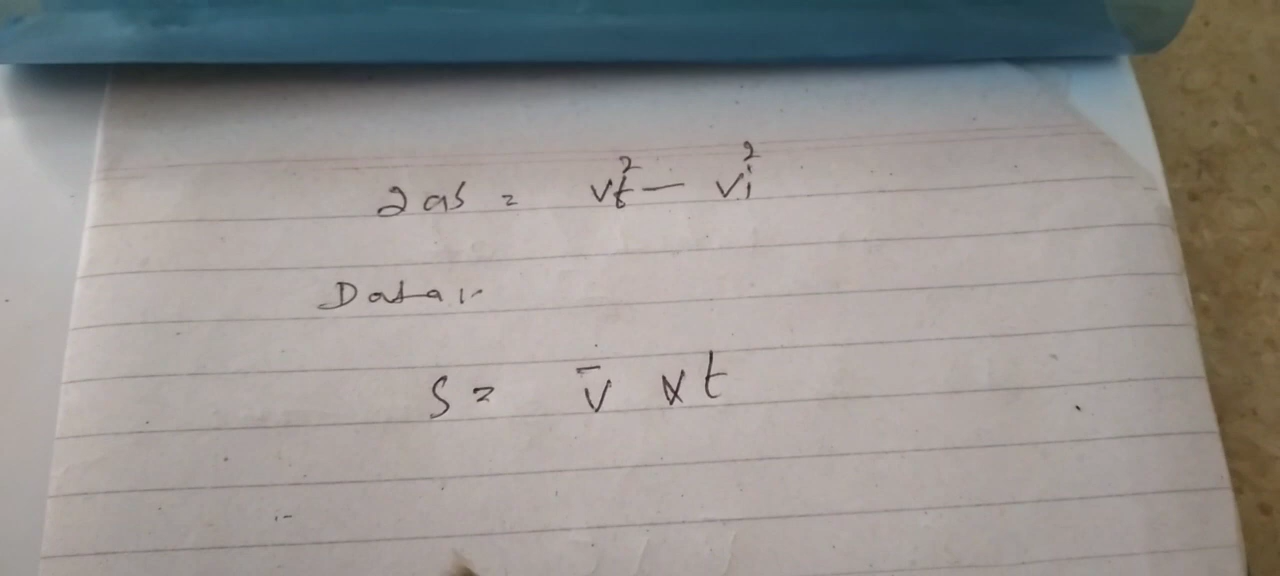 2as = vf² - vi²
Data:-
S = v̄ x t